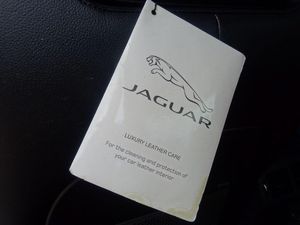 JAGUAR
LUXURY LEATHER CARE
For the cleaning and protection of
your car leather interior.